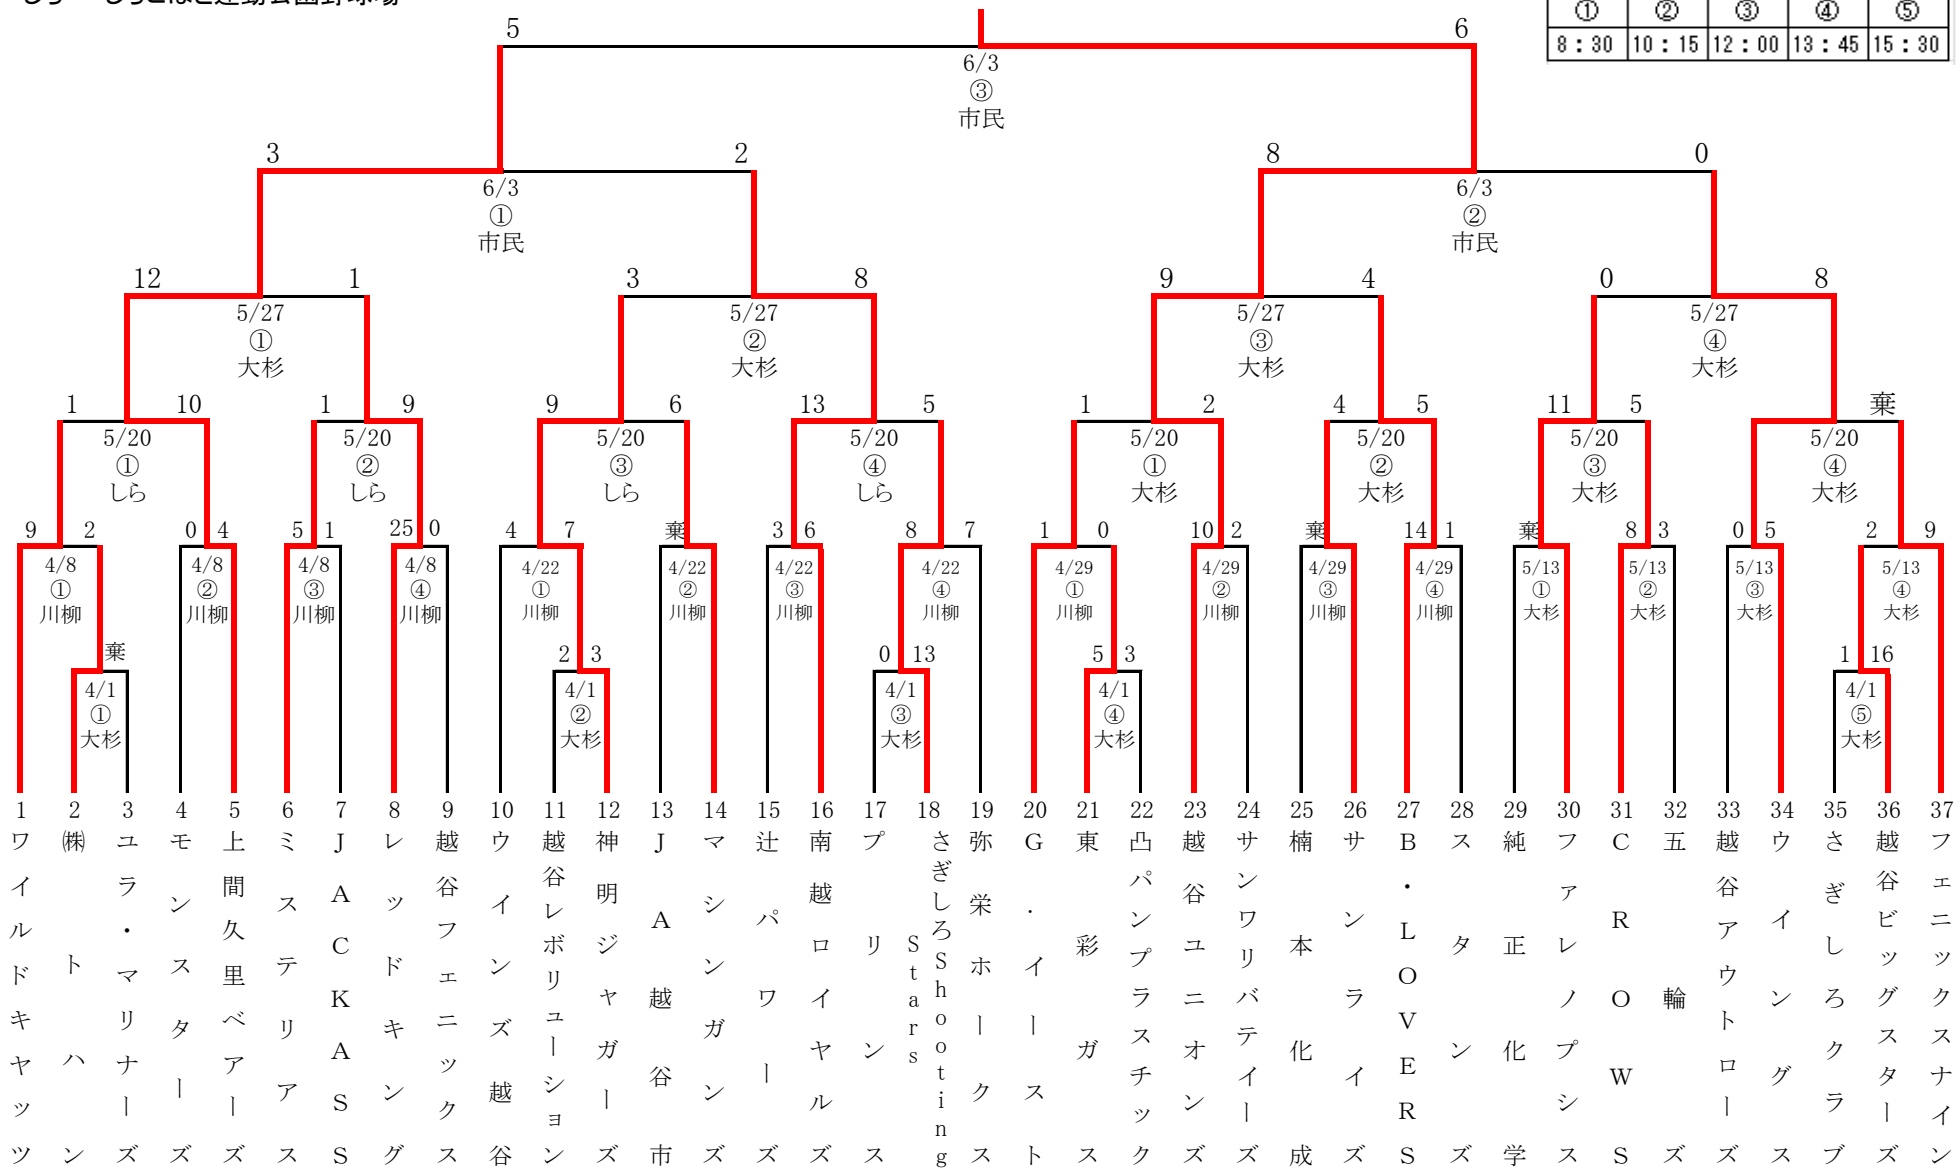 ① ② ③ ④ ⑤
8：30 10：15 12：00 13：45 15：30
5 6
6/3
③
市民
3 2 8 0
6/3 6/3
① ②
市民 市民
12 1 3 8 9 4 0 8
5/27 5/27 5/27 5/27
① ② ③ ④
大杉 大杉 大杉 大杉
1 10 1 9 9 6 13 5 1 2 4 5 11 5 棄
5/20 5/20 5/20 5/20 5/20 5/20 5/20 5/20
① ② ③ ④ ① ② ③ ④
しら しら しら しら 大杉 大杉 大杉 大杉
9 2 0 4 5 1 25 0 4 7 棄 3 6 8 7 1 0 10 2 棄 14 1 棄 8 3 0 5 2 9
4/8 4/8 4/8 4/8 4/22 4/22 4/22 4/22 4/29 4/29 4/29 4/29 5/13 5/13 5/13 5/13
① ② ③ ④ ① ② ③ ④ ① ② ③ ④ ① ② ③ ④
川柳 川柳 川柳 川柳 川柳 川柳 川柳 川柳 川柳 川柳 川柳 川柳 大杉 大杉 大杉 大杉
棄 2 3 0 13 5 3 1 16
4/1 4/1 4/1 4/1 4/1
① ② ③ ④ ⑤
大杉 大杉 大杉 大杉 大杉
1 ワイルドキャッツ
2 ㈱トハン
3 ユラ・マリナーズ
4 モンスターズ
5 上間久里ベアーズ
6 ミステリアス
7 JACKASS
8 レッドキング
9 越谷フェニックス
10 ウインズ越谷
11 越谷レボリューション
12 神明ジャガーズ
13 JA越谷市
14 マシンガンズ
15 辻パワーズ
16 南越ロイヤルズ
17 プリンス
18 さぎしろShooting Stars
19 弥栄ホークス
20 G．イースト
21 東彩ガス
22 凸パンプラスチック
23 越谷ユニオンズ
24 サンワリバテイーズ
25 楠本化成
26 サンライズ
27 B・LOVERS
28 スタンズ
29 純正化学
30 ファレノプシス
31 CROWS
32 五輪ズ
33 越谷アウトローズ
34 ウイングス
35 さぎしろクラブ
36 越谷ビッグスターズ
37 フェニックスナイン